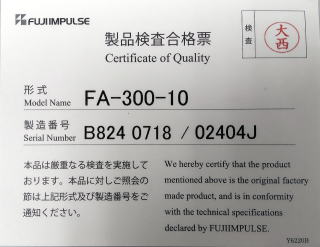 FUJIIMPULSE
製品検査合格票
Certificate of Quality
検査
大西
形式
Model Name
FA-300-10
製造番号
Serial Number
B824 0718 / 02404J
本品は厳重なる検査を実施して
おります。本品に対しご照会の
節は上記形式及び製造番号をご
通知ください。
We hereby certify that the product
mentioned above is the original factory
made product, and is in conformity
with the technical specifications
declared by FUJIIMPULSE.